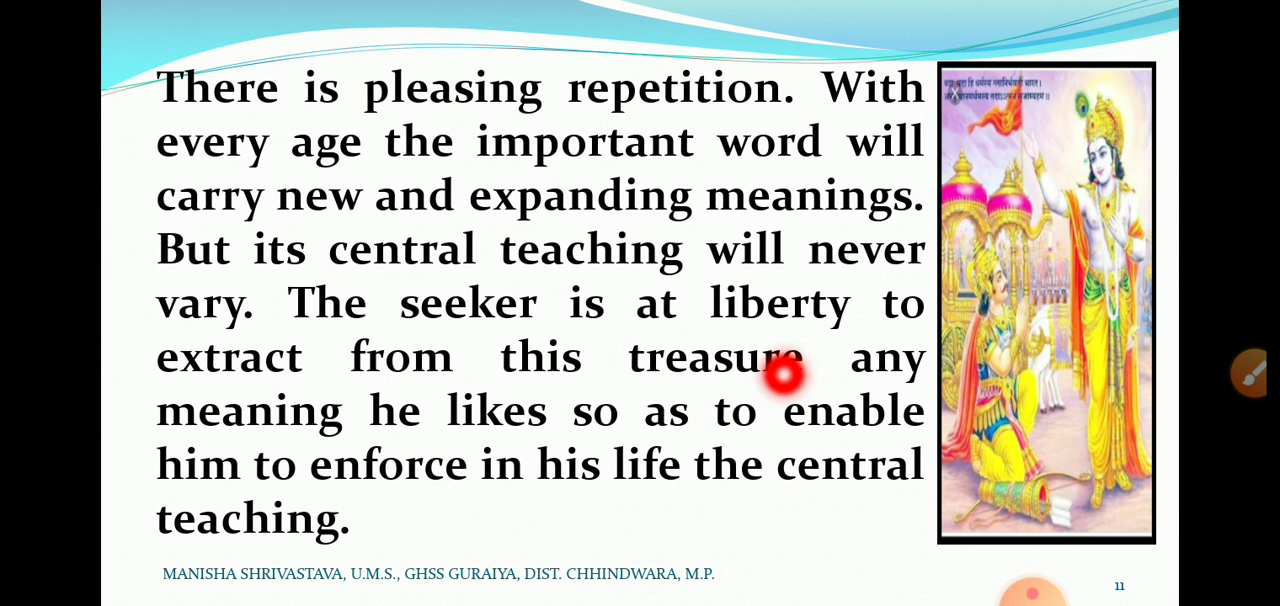 There is pleasing repetition. With
every age the important word will
carry new and expanding meanings.
But its central teaching will never
vary. The seeker is at liberty to
extract from this treasure any
meaning he likes so as to enable
him to enforce in his life the central
teaching.
MANISHA SHRIVASTAVA, U.M.S., GHSS GURAIYA, DIST. CHHINDWARA, M.P.
11